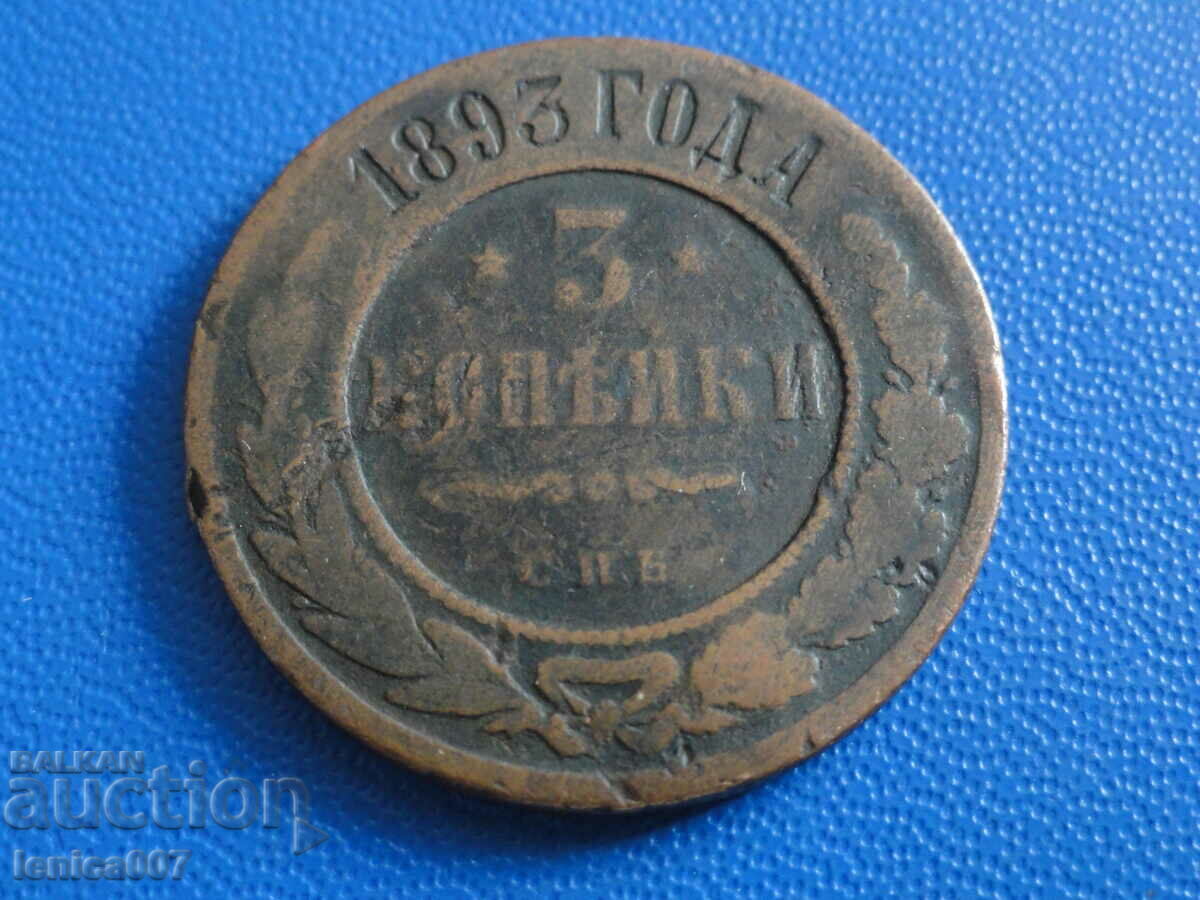 1893 ГОДА
3
КОПѢЙКИ
СПБ
BALKAN
auction
lenica007